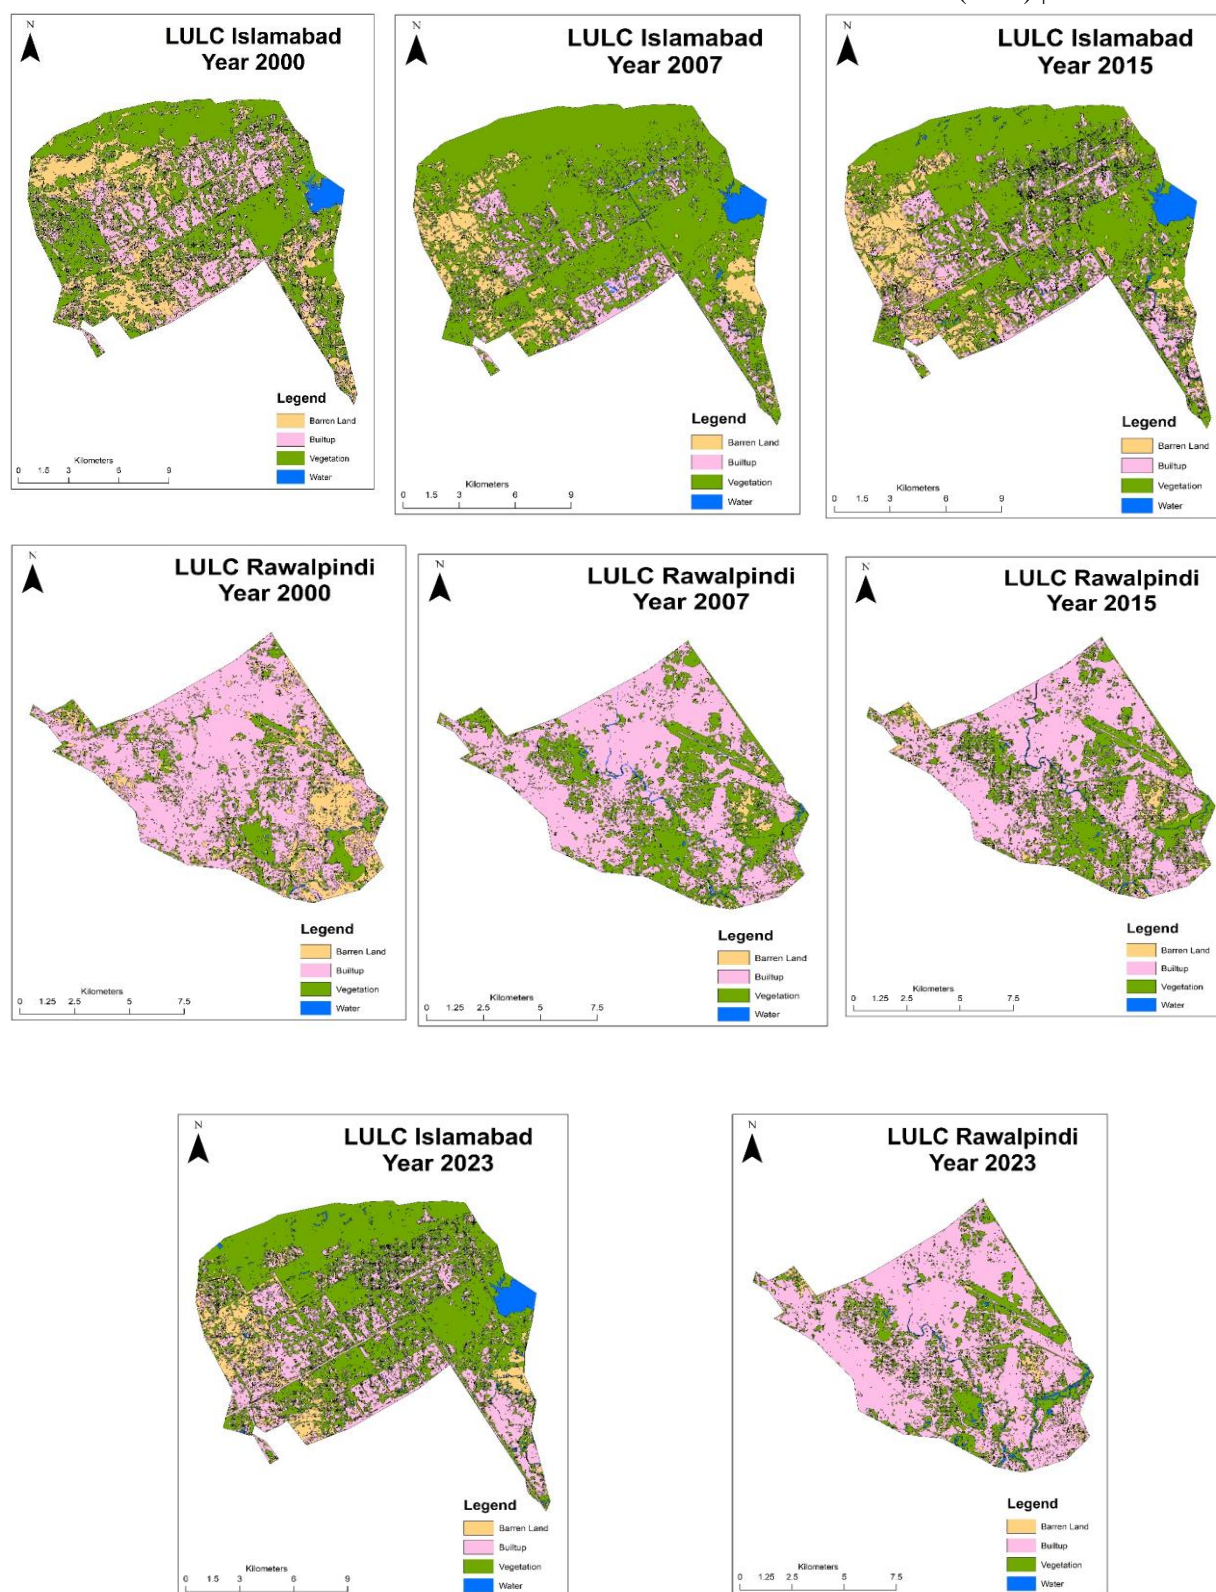 N
LULC Islamabad
Year 2000
Legend
Barren Land
Builtup
Vegetation
Water
Kilometers
0 1.5 3 6 9
N
LULC Islamabad
Year 2007
Legend
Barren Land
Builtup
Vegetation
Water
Kilometers
0 1.5 3 6 9
N
LULC Islamabad
Year 2015
Legend
Barren Land
Builtup
Vegetation
Water
Kilometers
0 1.5 3 6 9
N
LULC Rawalpindi
Year 2000
Legend
Barren Land
Builtup
Vegetation
Water
Kilometers
0 1.25 2.5 5 7.5
N
LULC Rawalpindi
Year 2007
Legend
Barren Land
Builtup
Vegetation
Water
Kilometers
0 1.25 2.5 5 7.5
N
LULC Rawalpindi
Year 2015
Legend
Barren Land
Builtup
Vegetation
Water
Kilometers
0 1.25 2.5 5 7.5
N
LULC Islamabad
Year 2023
Legend
Barren Land
Builtup
Vegetation
Water
Kilometers
0 1.5 3 6 9
N
LULC Rawalpindi
Year 2023
Legend
Barren Land
Builtup
Vegetation
Water
Kilometers
0 1.25 2.5 5 7.5